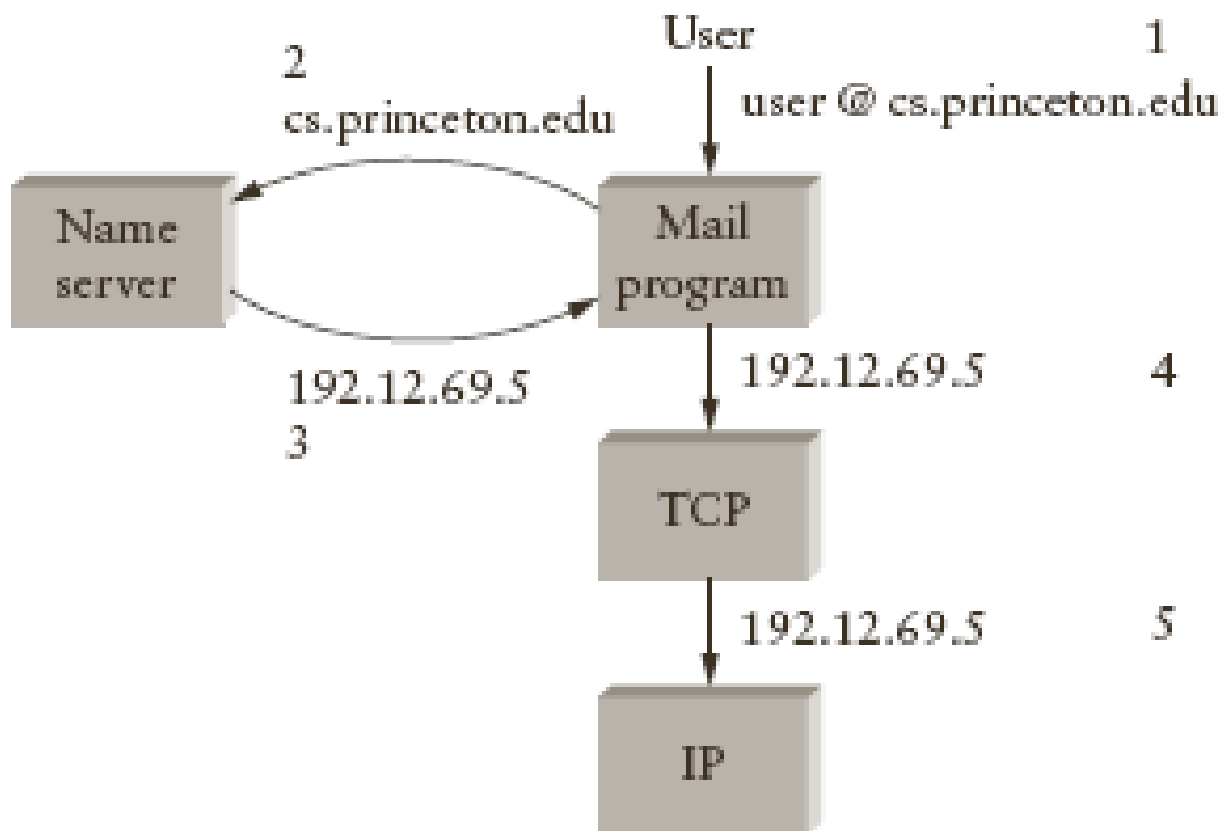 User
1
user @ cs.princeton.edu
2
cs.princeton.edu
Name
server
Mail
program
192.12.69.5
3
192.12.69.5
4
TCP
192.12.69.5
5
IP